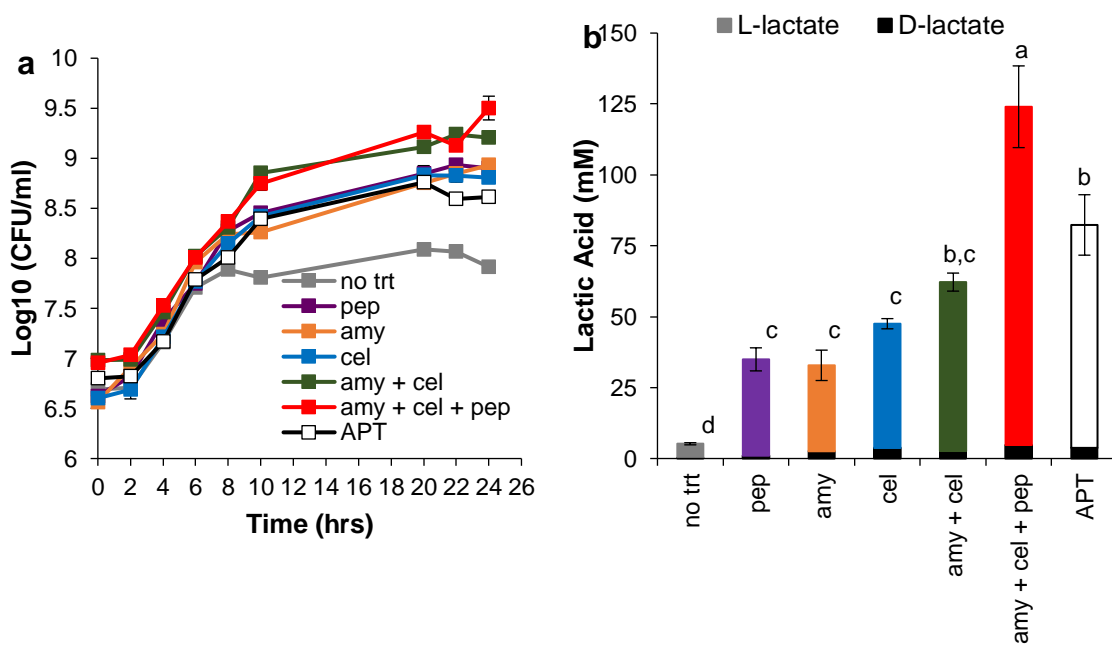 a
Log10 (CFU/ml)
10
9.5
9
8.5
8
7.5
7
6.5
6
0 2 4 6 8 10 12 14 16 18 20 22 24 26
Time (hrs)
no trt
pep
amy
cel
amy + cel
amy + cel + pep
APT
b
L-lactate D-lactate
Lactic Acid (mM)
150
125
100
75
50
25
0
d
c
c
c
b,c
a
b
no trt
pep
amy
cel
amy + cel
amy + cel + pep
APT